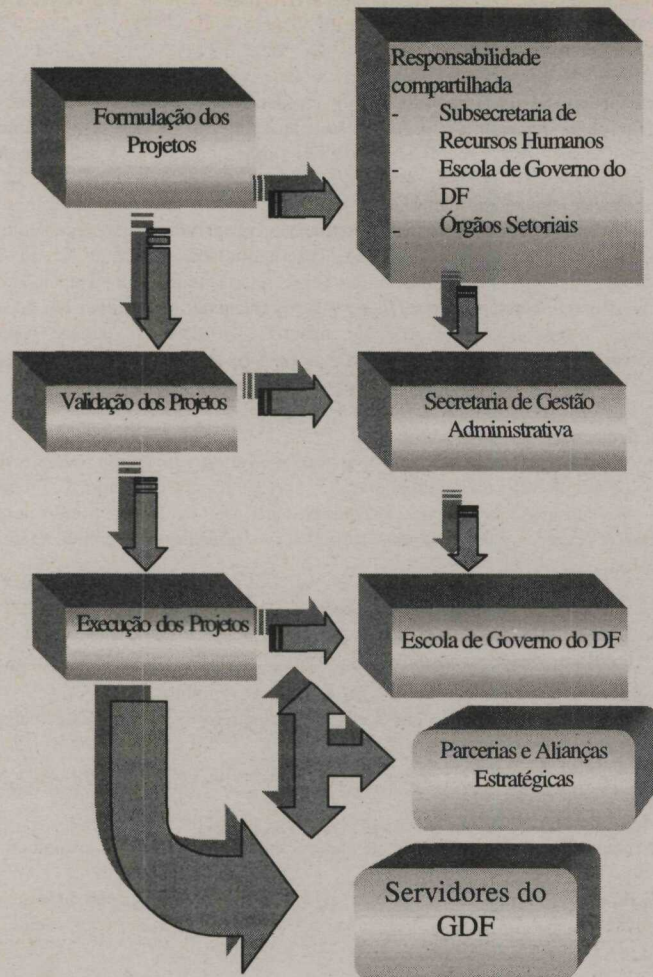 Formulação dos
Projetos
Responsabilidade
compartilhada
- Subsecretaria de
Recursos Humanos
- Escola de Governo do
DF
- Órgãos Setoriais
Validação dos Projetos
Secretaria de Gestão
Administrativa
Execução dos Projetos
Escola de Governo do DF
Parcerias e Alianças
Estratégicas
Servidores do
GDF